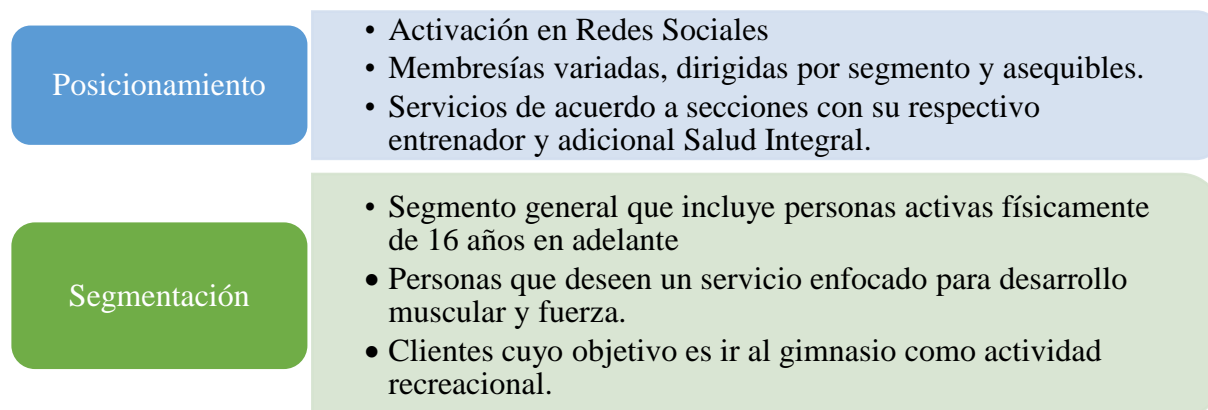 Posicionamiento
• Activación en Redes Sociales
• Membresías variadas, dirigidas por segmento y asequibles.
• Servicios de acuerdo a secciones con su respectivo
entrenador y adicional Salud Integral.
Segmentación
• Segmento general que incluye personas activas físicamente
de 16 años en adelante
• Personas que deseen un servicio enfocado para desarrollo
muscular y fuerza.
• Clientes cuyo objetivo es ir al gimnasio como actividad
recreacional.